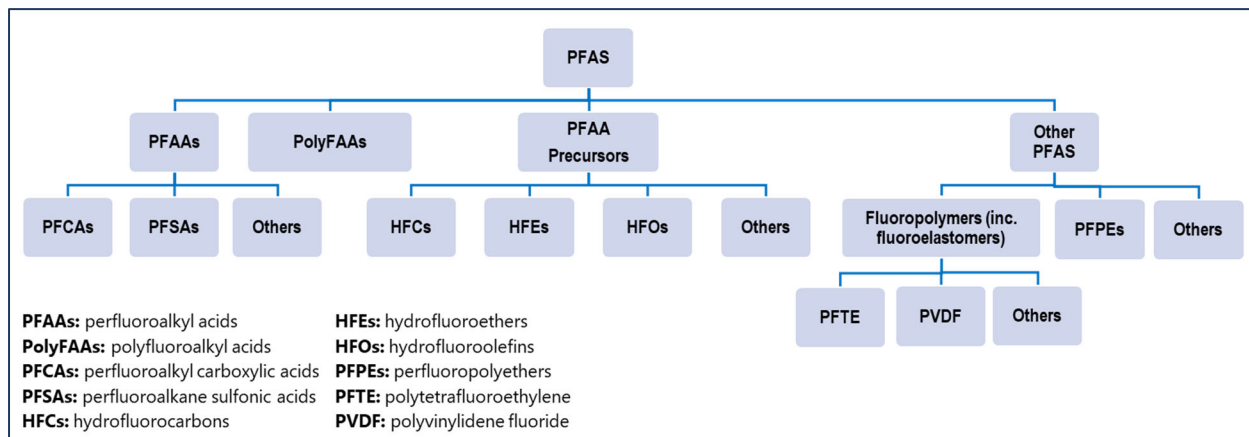 PFAS
PFAAs
PolyFAAs
PFAA
Precursors
Other
PFAS
PFCAs
PFSAs
Others
HFCs
HFEs
HFOs
Others
Fluoropolymers (inc.
fluoroelastomers)
PFPEs
Others
PFTE
PVDF
Others
PFAAs: perfluoroalkyl acids
PolyFAAs: polyfluoroalkyl acids
PFCAs: perfluoroalkyl carboxylic acids
PFSAs: perfluoroalkane sulfonic acids
HFCs: hydrofluorocarbons
HFEs: hydrofluoroethers
HFOs: hydrofluoroolefins
PFPEs: perfluoropolyethers
PFTE: polytetrafluoroethylene
PVDF: polyvinylidene fluoride